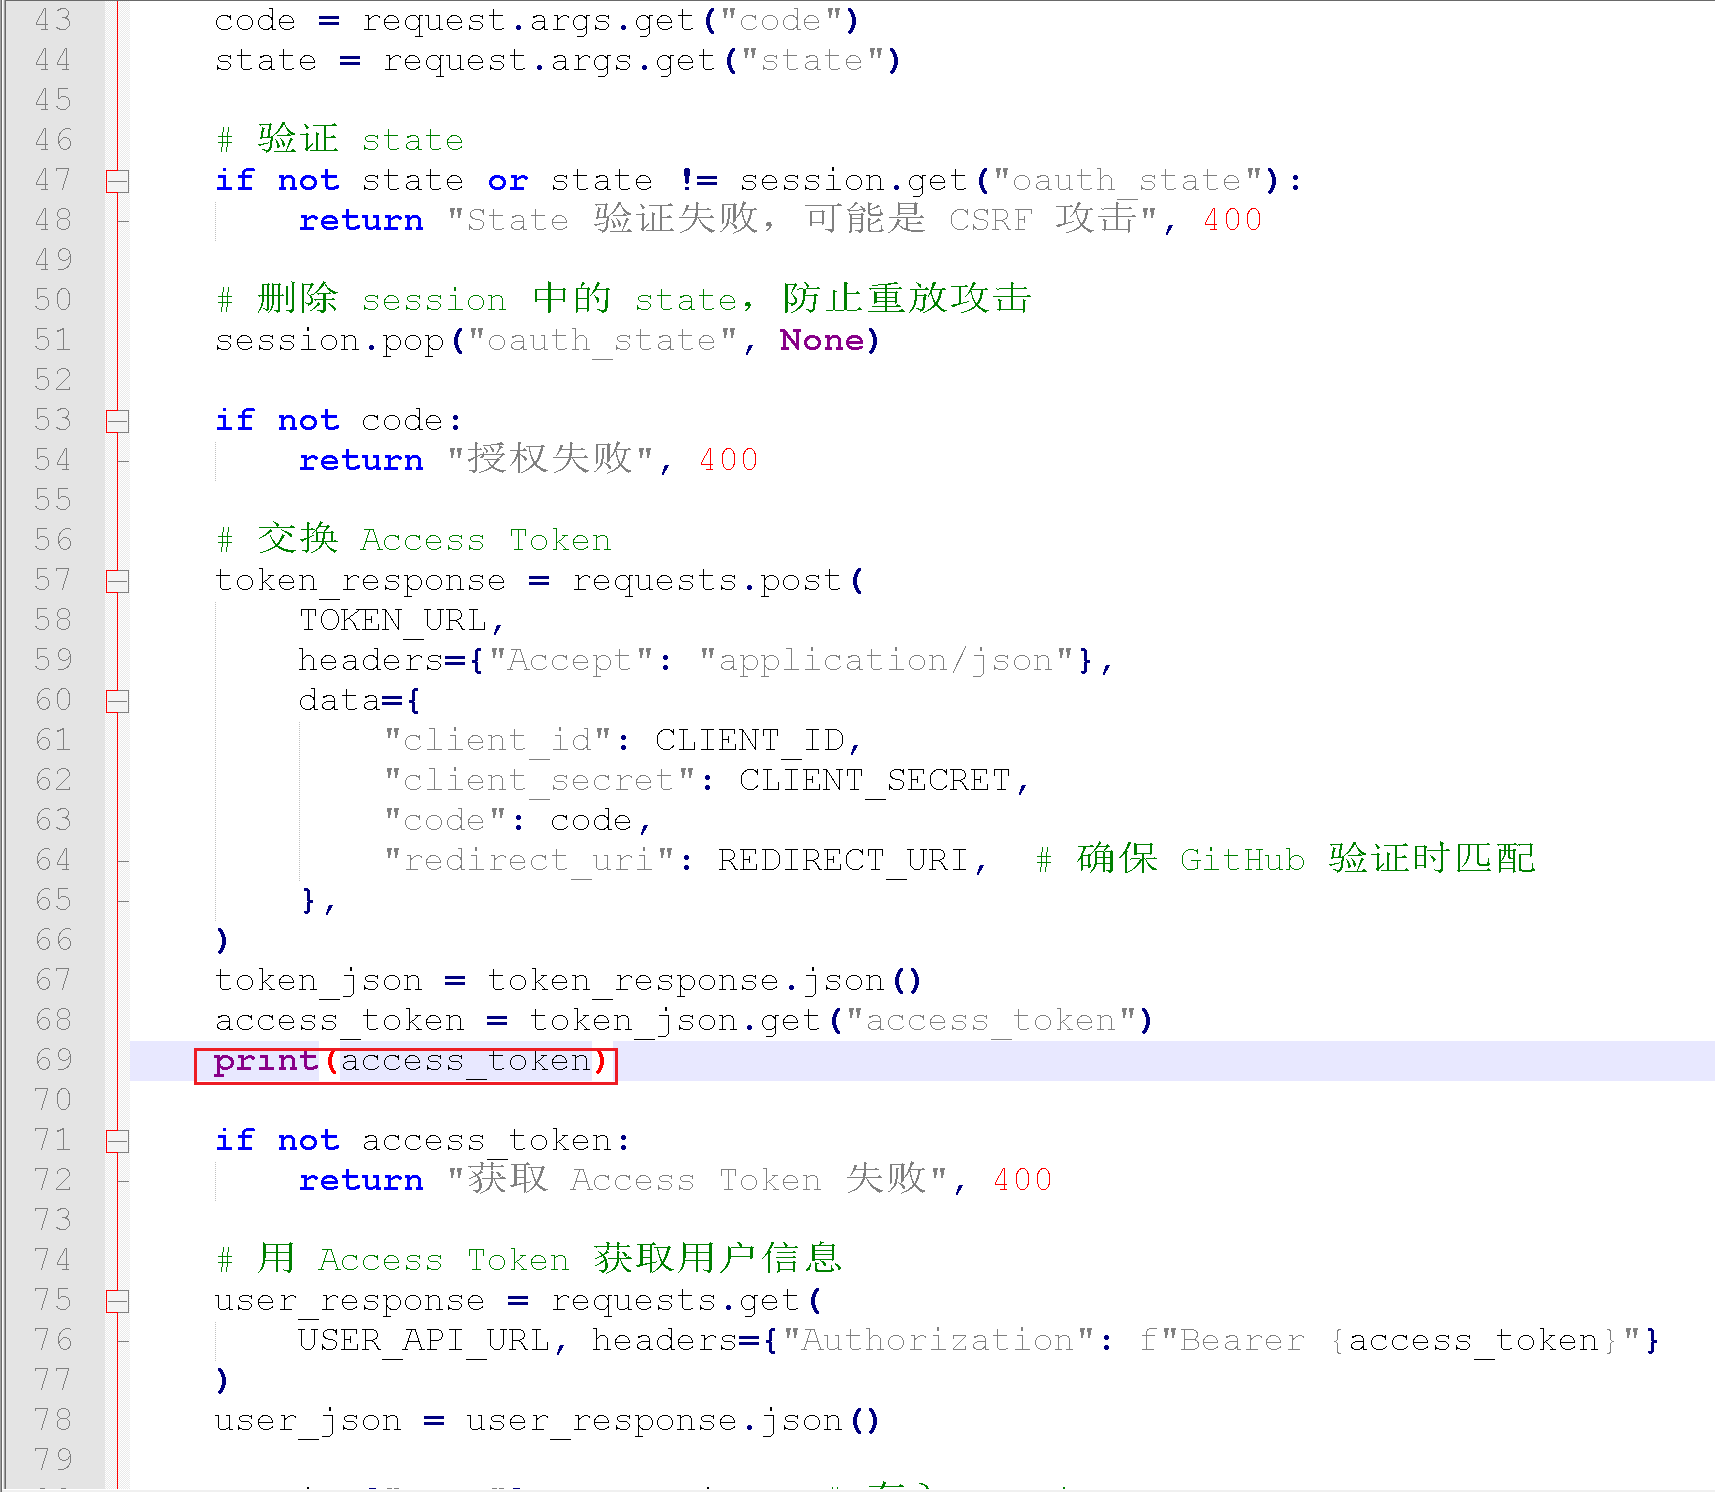 43 code = request.args.get("code")
44 state = request.args.get("state")
45
46 # 验证 state
47 if not state or state != session.get("oauth_state"):
48 return "State 验证失败，可能是 CSRF 攻击", 400
49
50 # 删除 session 中的 state，防止重放攻击
51 session.pop("oauth_state", None)
52
53 if not code:
54 return "授权失败", 400
55
56 # 交换 Access Token
57 token_response = requests.post(
58 TOKEN_URL,
59 headers={"Accept": "application/json"},
60 data={
61 "client_id": CLIENT_ID,
62 "client_secret": CLIENT_SECRET,
63 "code": code,
64 "redirect_uri": REDIRECT_URI,  # 确保 GitHub 验证时匹配
65 },
66 )
67 token_json = token_response.json()
68 access_token = token_json.get("access_token")
69 print(access_token)
70
71 if not access_token:
72 return "获取 Access Token 失败", 400
73
74 # 用 Access Token 获取用户信息
75 user_response = requests.get(
76 USER_API_URL, headers={"Authorization": f"Bearer {access_token}"}
77 )
78 user_json = user_response.json()
79